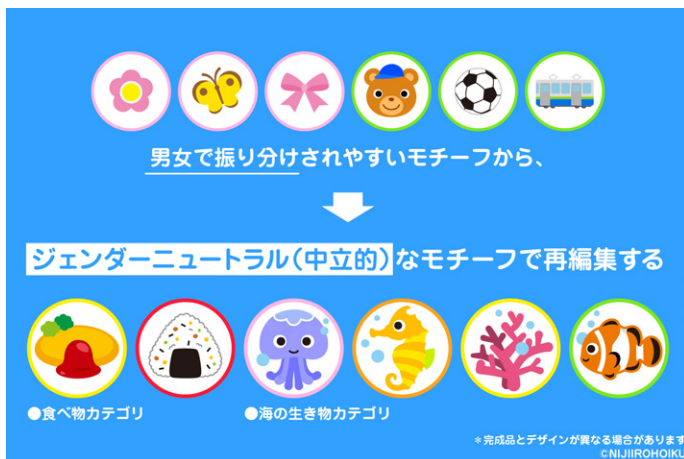 男女で振り分けされやすいモチーフから、
ジェンダーニュートラル(中立的)なモチーフで再編集する
●食べ物カテゴリ
●海の生き物カテゴリ
*完成品とデザインが異なる場合があります
©NIJIIROHOIKU